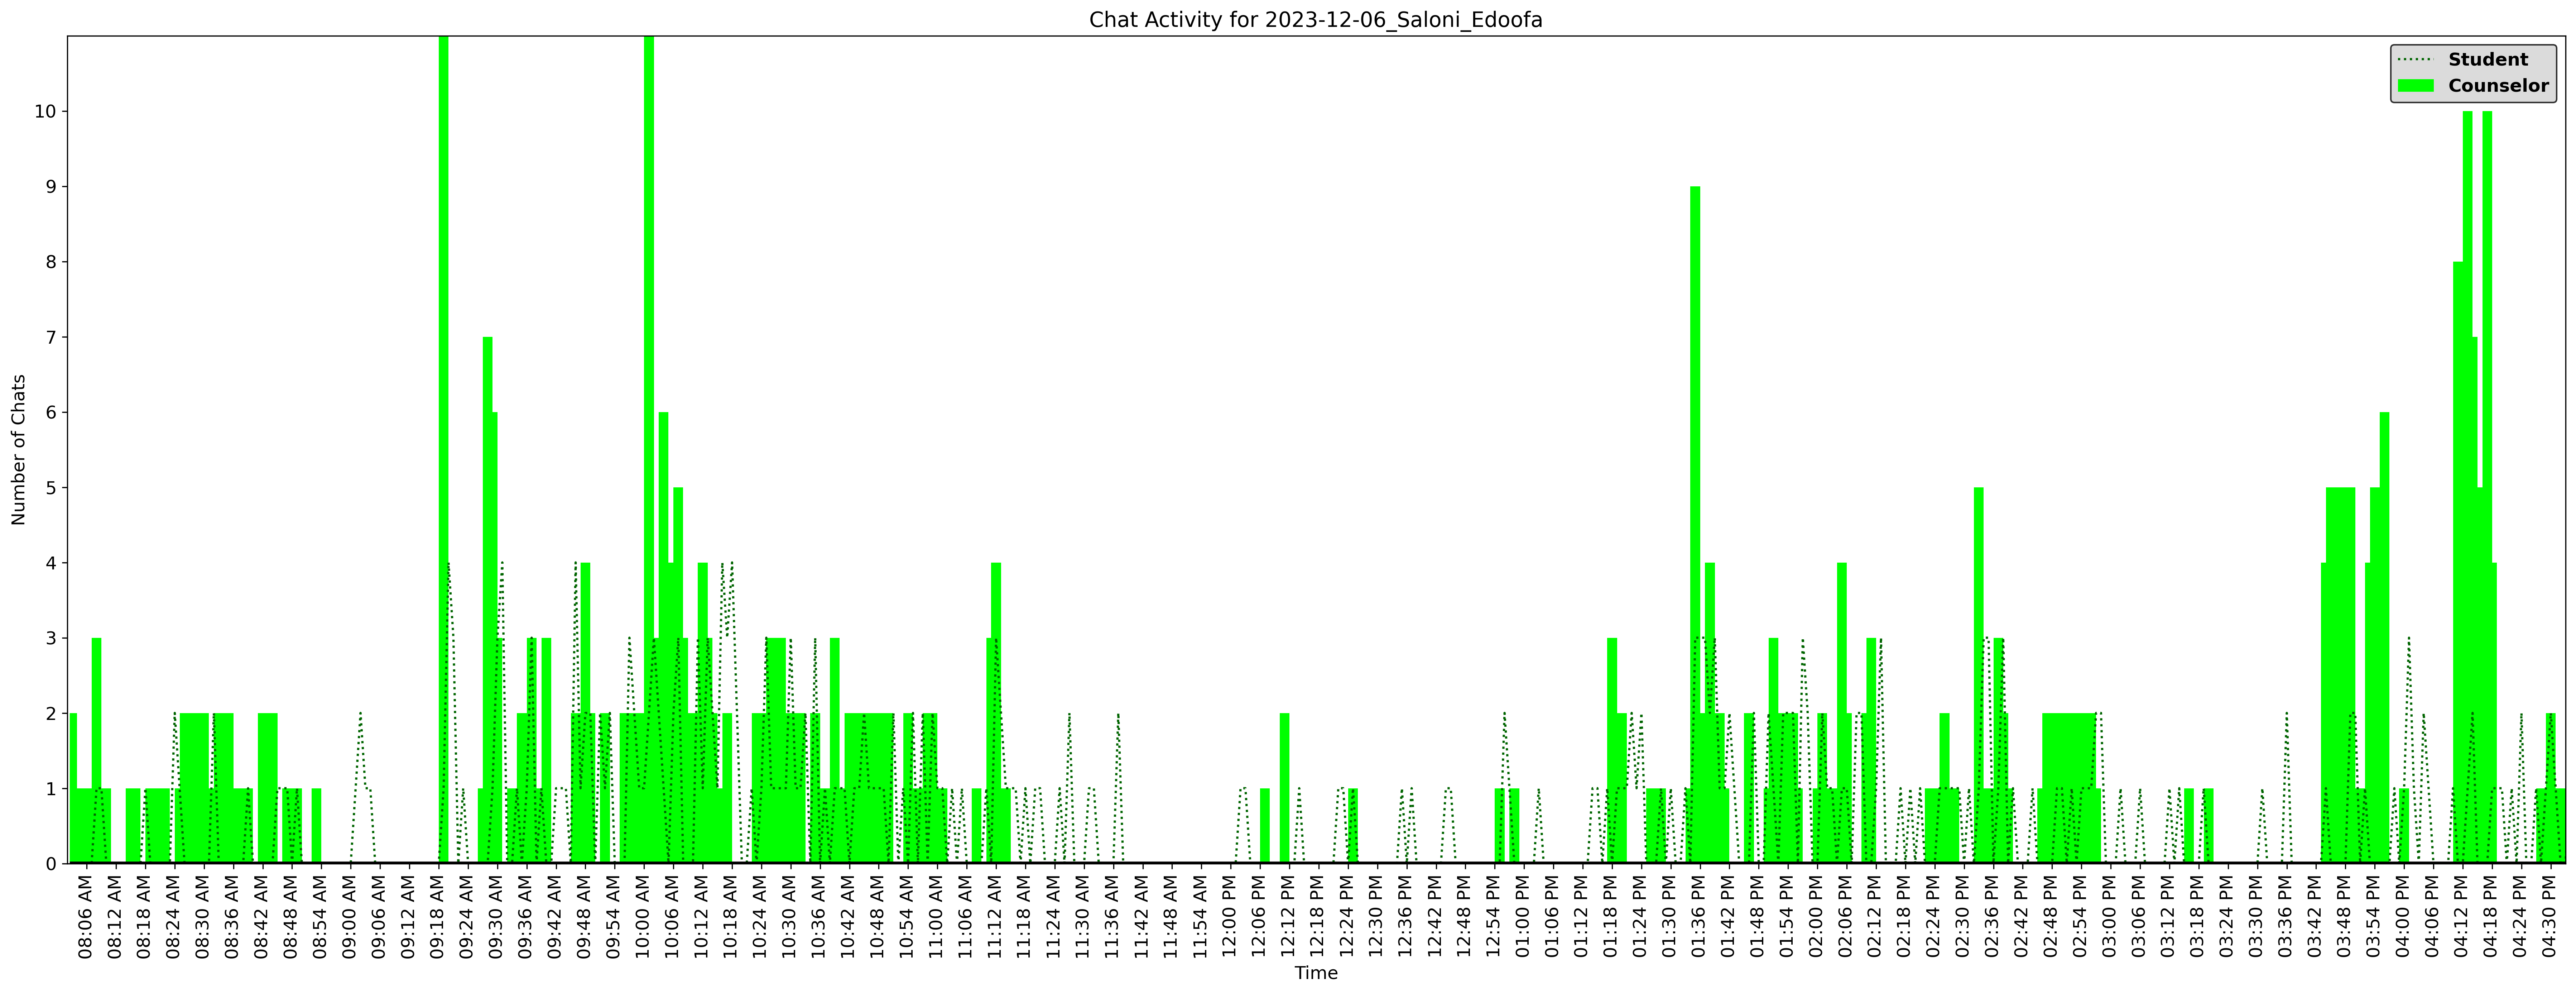 Chat Activity for 2023-12-06_Saloni_Edoofa
Student
Counselor
Number of Chats
10
9
8
7
6
5
4
3
2
1
0
08:06 AM
08:12 AM
08:18 AM
08:24 AM
08:30 AM
08:36 AM
08:42 AM
08:48 AM
08:54 AM
09:00 AM
09:06 AM
09:12 AM
09:18 AM
09:24 AM
09:30 AM
09:36 AM
09:42 AM
09:48 AM
09:54 AM
10:00 AM
10:06 AM
10:12 AM
10:18 AM
10:24 AM
10:30 AM
10:36 AM
10:42 AM
10:48 AM
10:54 AM
11:00 AM
11:06 AM
11:12 AM
11:18 AM
11:24 AM
11:30 AM
11:36 AM
11:42 AM
11:48 AM
11:54 AM
12:00 PM
12:06 PM
12:12 PM
12:18 PM
12:24 PM
12:30 PM
12:36 PM
12:42 PM
12:48 PM
12:54 PM
01:00 PM
01:06 PM
01:12 PM
01:18 PM
01:24 PM
01:30 PM
01:36 PM
01:42 PM
01:48 PM
01:54 PM
02:00 PM
02:06 PM
02:12 PM
02:18 PM
02:24 PM
02:30 PM
02:36 PM
02:42 PM
02:48 PM
02:54 PM
03:00 PM
03:06 PM
03:12 PM
03:18 PM
03:24 PM
03:30 PM
03:36 PM
03:42 PM
03:48 PM
03:54 PM
04:00 PM
04:06 PM
04:12 PM
04:18 PM
04:24 PM
04:30 PM
Time